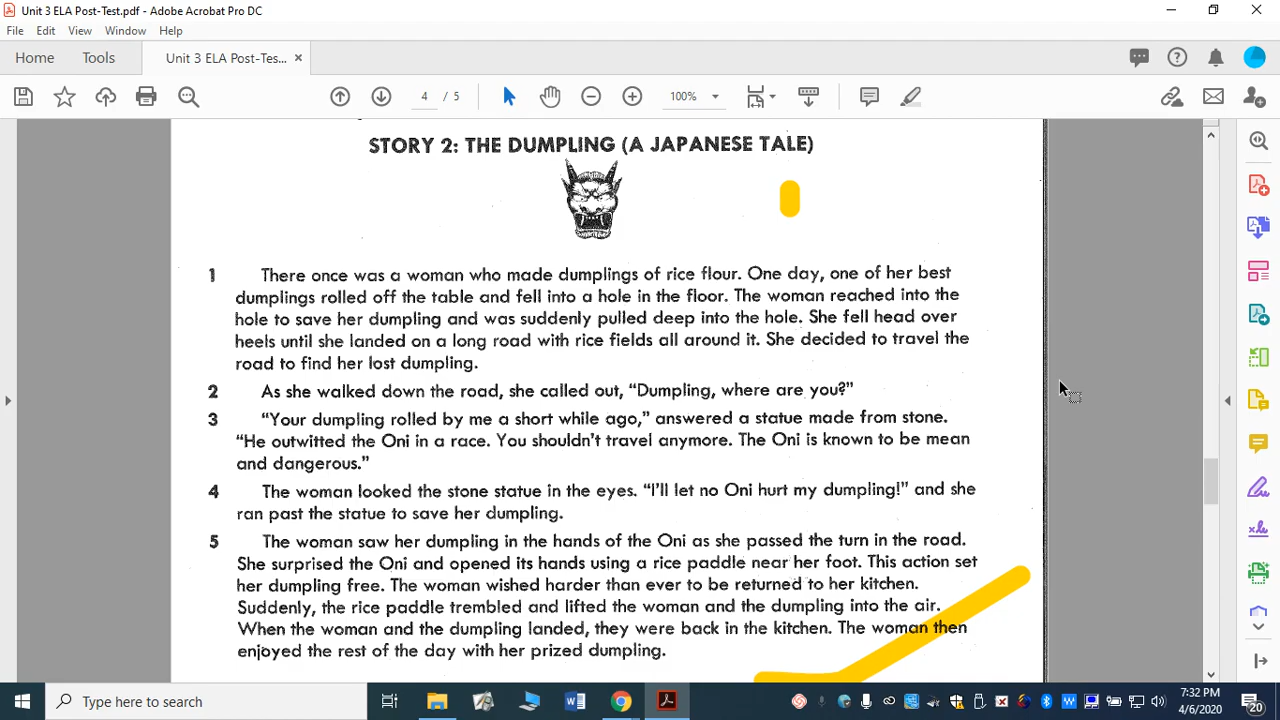 Unit 3 ELA Post-Test.pdf - Adobe Acrobat Pro DC
File Edit View Window Help
Home Tools Unit 3 ELA Post-Tes... ×
4 / 5 100%
STORY 2: THE DUMPLING (A JAPANESE TALE)
1 There once was a woman who made dumplings of rice flour. One day, one of her best
dumplings rolled off the table and fell into a hole in the floor. The woman reached into the
hole to save her dumpling and was suddenly pulled deep into the hole. She fell head over
heels until she landed on a long road with rice fields all around it. She decided to travel the
road to find her lost dumpling.
2 As she walked down the road, she called out, “Dumpling, where are you?”
3 “Your dumpling rolled by me a short while ago,” answered a statue made from stone.
“He outwitted the Oni in a race. You shouldn’t travel anymore. The Oni is known to be mean
and dangerous.”
4 The woman looked the stone statue in the eyes. “I’ll let no Oni hurt my dumpling!” and she
ran past the statue to save her dumpling.
5 The woman saw her dumpling in the hands of the Oni as she passed the turn in the road.
She surprised the Oni and opened its hands using a rice paddle near her foot. This action set
her dumpling free. The woman wished harder than ever to be returned to her kitchen.
Suddenly, the rice paddle trembled and lifted the woman and the dumpling into the air.
When the woman and the dumpling landed, they were back in the kitchen. The woman then
enjoyed the rest of the day with her prized dumpling.
Type here to search
7:32 PM
4/6/2020
20